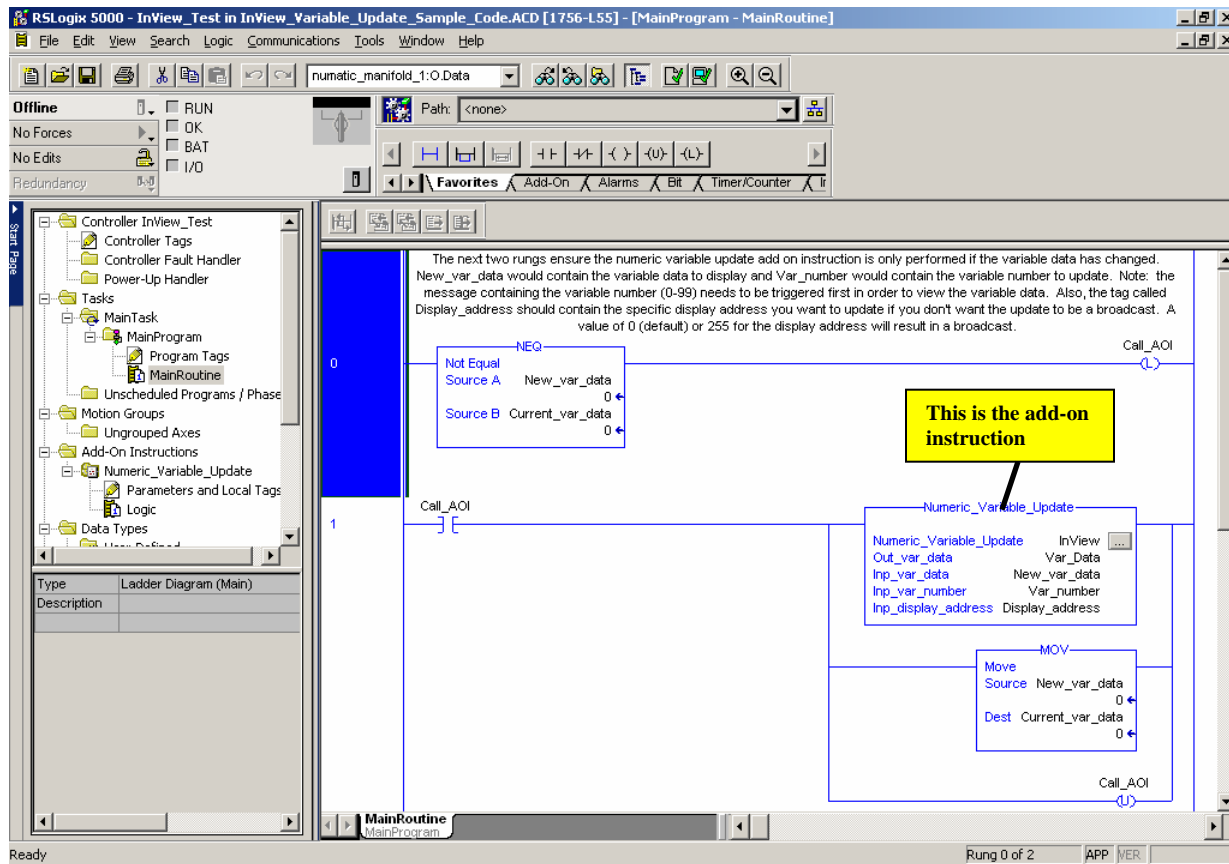 RSLogix 5000 - InView_Test in InView_Variable_Update_Sample_Code.ACD [1756-L55] - [MainProgram - MainRoutine]
File Edit View Search Logic Communications Tools Window Help
numatic_manifold_1:O.Data
Offline
RUN
No Forces
OK
No Edits
BAT
Redundancy
I/O
Path: <none>
Favorites Add-On Alarms Bit Timer/Counter
Start Page
Controller InView_Test
Controller Tags
Controller Fault Handler
Power-Up Handler
Tasks
MainTask
MainProgram
Program Tags
MainRoutine
Unscheduled Programs / Phase
Motion Groups
Ungrouped Axes
Add-On Instructions
Numeric_Variable_Update
Parameters and Local Tags
Logic
Data Types
Type Ladder Diagram (Main)
Description
The next two rungs ensure the numeric variable update add on instruction is only performed if the variable data has changed.
New_var_data would contain the variable data to display and Var_number would contain the variable number to update. Note: the
message containing the variable number (0-99) needs to be triggered first in order to view the variable data. Also, the tag called
Display_address should contain the specific display address you want to update if you don't want the update to be a broadcast. A
value of 0 (default) or 255 for the display address will result in a broadcast.
0
NEQ
Not Equal
Source A New_var_data
0
Source B Current_var_data
0
Call_AOI
L
This is the add-on
instruction
1
Call_AOI
Numeric_Variable_Update
Numeric_Variable_Update InView ...
Out_var_data Var_Data
Inp_var_data New_var_data
Inp_var_number Var_number
Inp_display_address Display_address
MOV
Move
Source New_var_data
0
Dest Current_var_data
0
Call_AOI
U
MainRoutine
MainProgram
Ready
Rung 0 of 2
APP
VER